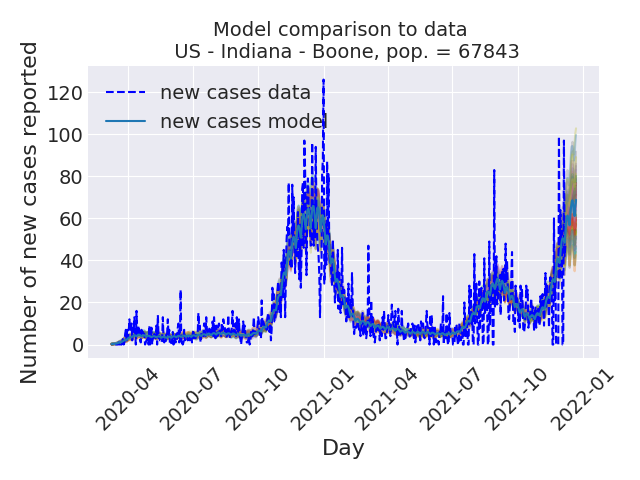 Model comparison to data
US - Indiana - Boone, pop. = 67843
Number of new cases reported
120
100
80
60
40
20
0
new cases data
new cases model
2020-04
2020-07
2020-10
2021-01
2021-04
2021-07
2021-10
2022-01
Day